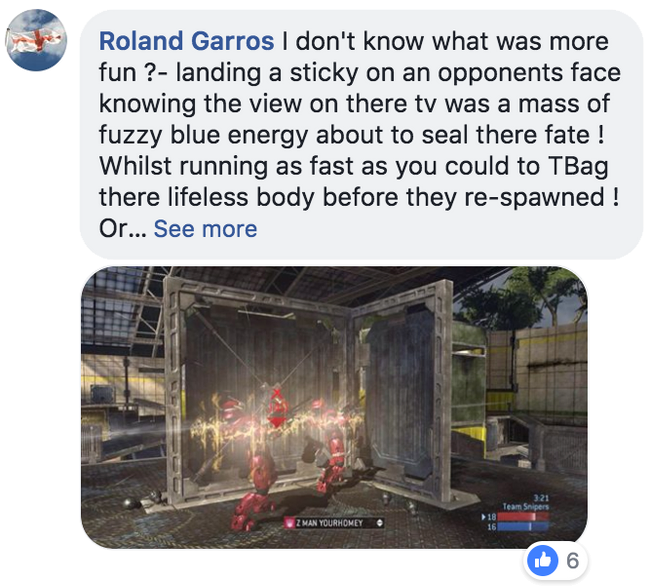 Roland Garros I don't know what was more
fun ?- landing a sticky on an opponents face
knowing the view on there tv was a mass of
fuzzy blue energy about to seal there fate !
Whilst running as fast as you could to TBag
there lifeless body before they re-spawned !
Or... See more
3:21
Team Snipers
18
16
Z MAN YOURHOMEY
6